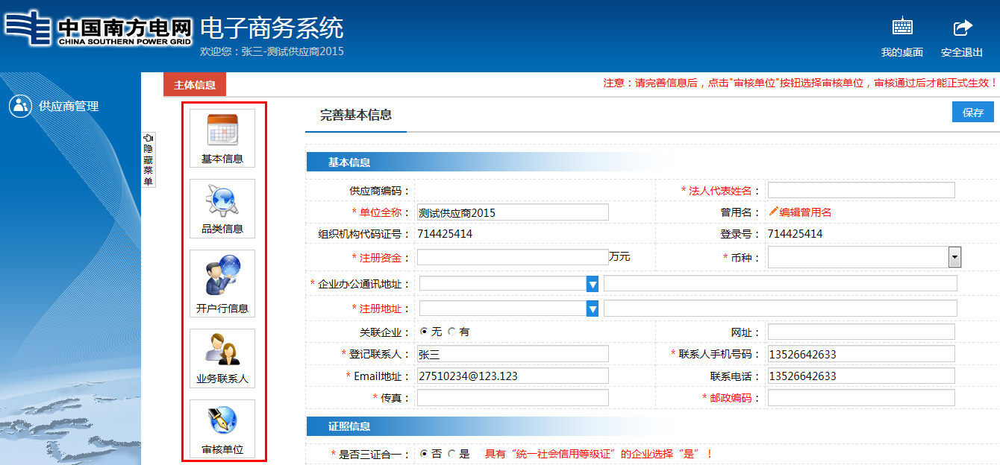 中国南方电网
CHINA SOUTHERN POWER GRID
电子商务系统
欢迎您：张三-测试供应商2015
我的桌面
安全退出
供应商管理
隐藏菜单
主体信息
注意：请完善信息后，点击"审核单位"按钮选择审核单位，审核通过后才能正式生效！
基本信息
品类信息
开户行信息
业务联系人
审核单位
完善基本信息
保存
基本信息
供应商编码： * 法人代表姓名：
* 单位全称： 测试供应商2015 曾用名： 编辑曾用名
组织机构代码证号： 714425414 登录号： 714425414
* 注册资金： 万元 * 币种：
* 企业办公通讯地址：
* 注册地址：
关联企业： 无 有 网址：
* 登记联系人： 张三 * 联系人手机号码： 13526642633
* Email地址： 27510234@123.123 联系电话： 13526642633
* 传真： * 邮政编码：
证照信息
* 是否三证合一： 否 是 具有“统一社会信用等级证”的企业选择“是”！